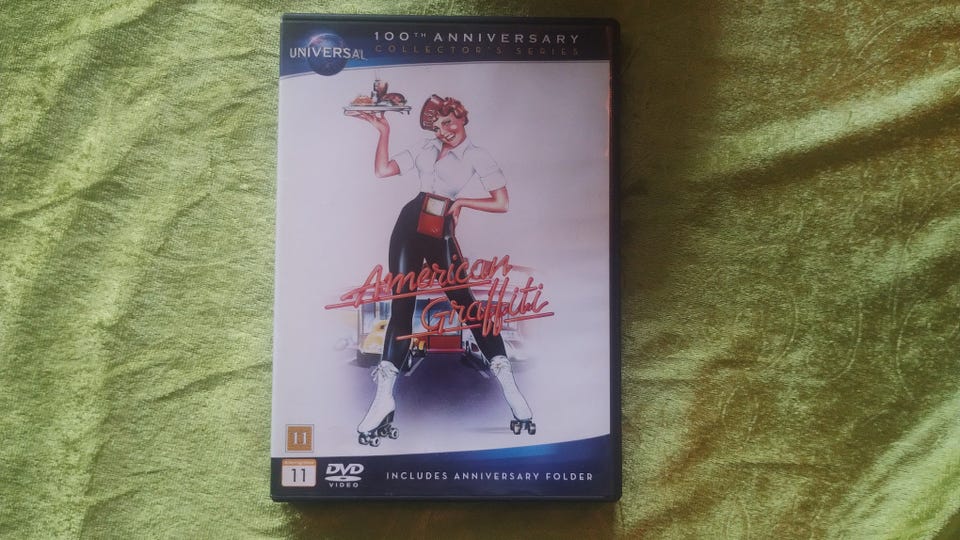 UNIVERSAL
100TH ANNIVERSARY
COLLECTOR'S SERIES
American
Graffiti
11
11
DVD
VIDEO
INCLUDES ANNIVERSARY FOLDER